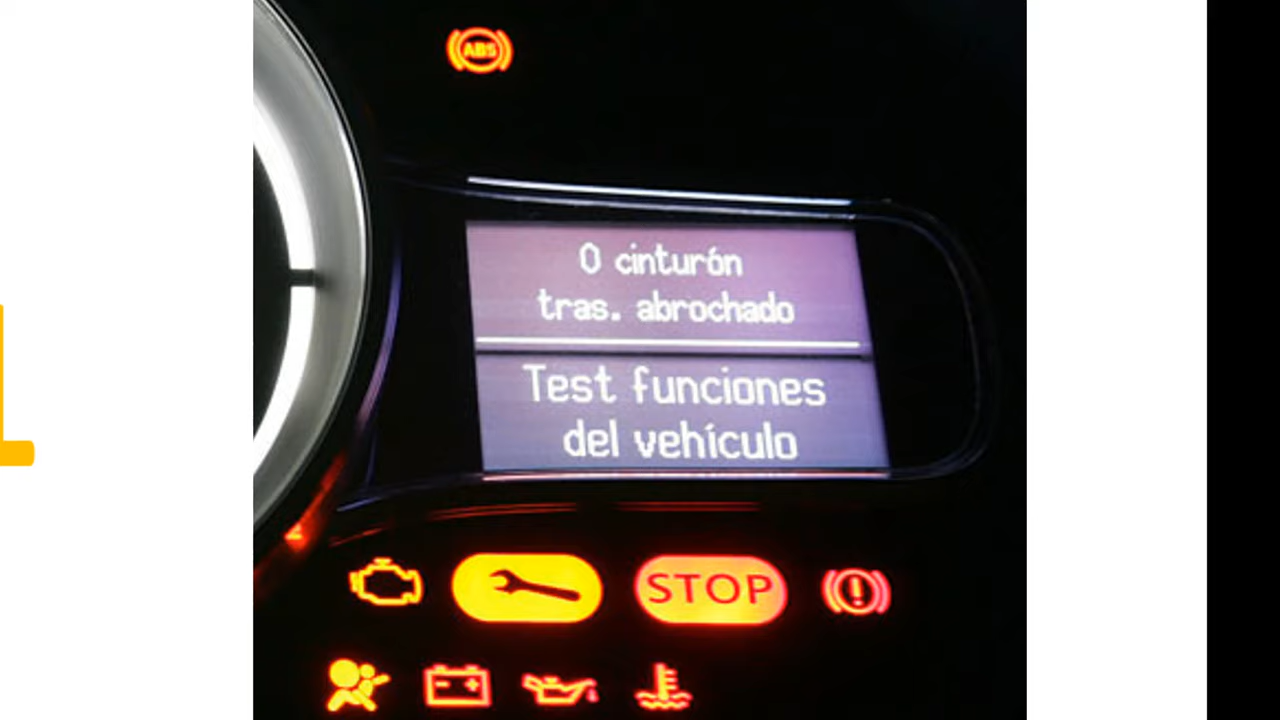 ABS
0 cinturón
tras. abrochado
Test funciones
del vehículo
STOP